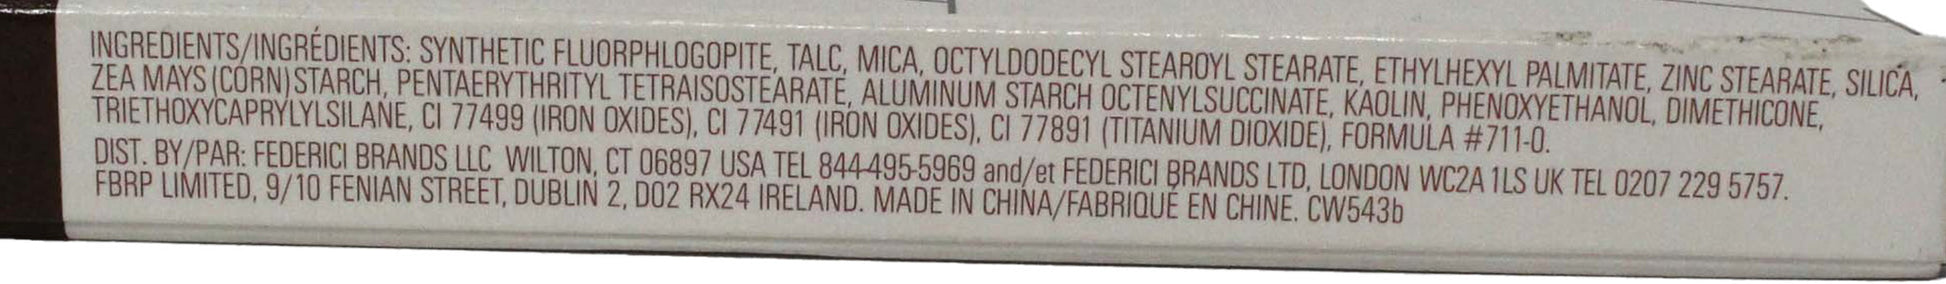 INGREDIENTS/INGRÉDIENTS: SYNTHETIC FLUORPHLOGOPITE, TALC, MICA, OCTYLDODECYL STEAROYL STEARATE, ETHYLHEXYL PALMITATE, ZINC STEARATE, SILICA,
ZEA MAYS (CORN) STARCH, PENTAERYTHRITYL TETRAISOSTEARATE, ALUMINUM STARCH OCTENYLSUCCINATE, KAOLIN, PHENOXYETHANOL, DIMETHICONE,
TRIETHOXYCAPRYLYLSILANE, CI 77499 (IRON OXIDES), CI 77491 (IRON OXIDES), CI 77891 (TITANIUM DIOXIDE), FORMULA #711-0.
DIST. BY/PAR: FEDERICI BRANDS LLC WILTON, CT 06897 USA TEL 844-495-5969 and/et FEDERICI BRANDS LTD, LONDON WC2A 1LS UK TEL 0207 229 5757.
FBRP LIMITED, 9/10 FENIAN STREET, DUBLIN 2, D02 RX24 IRELAND. MADE IN CHINA/FABRIQUÉ EN CHINE. CW543b